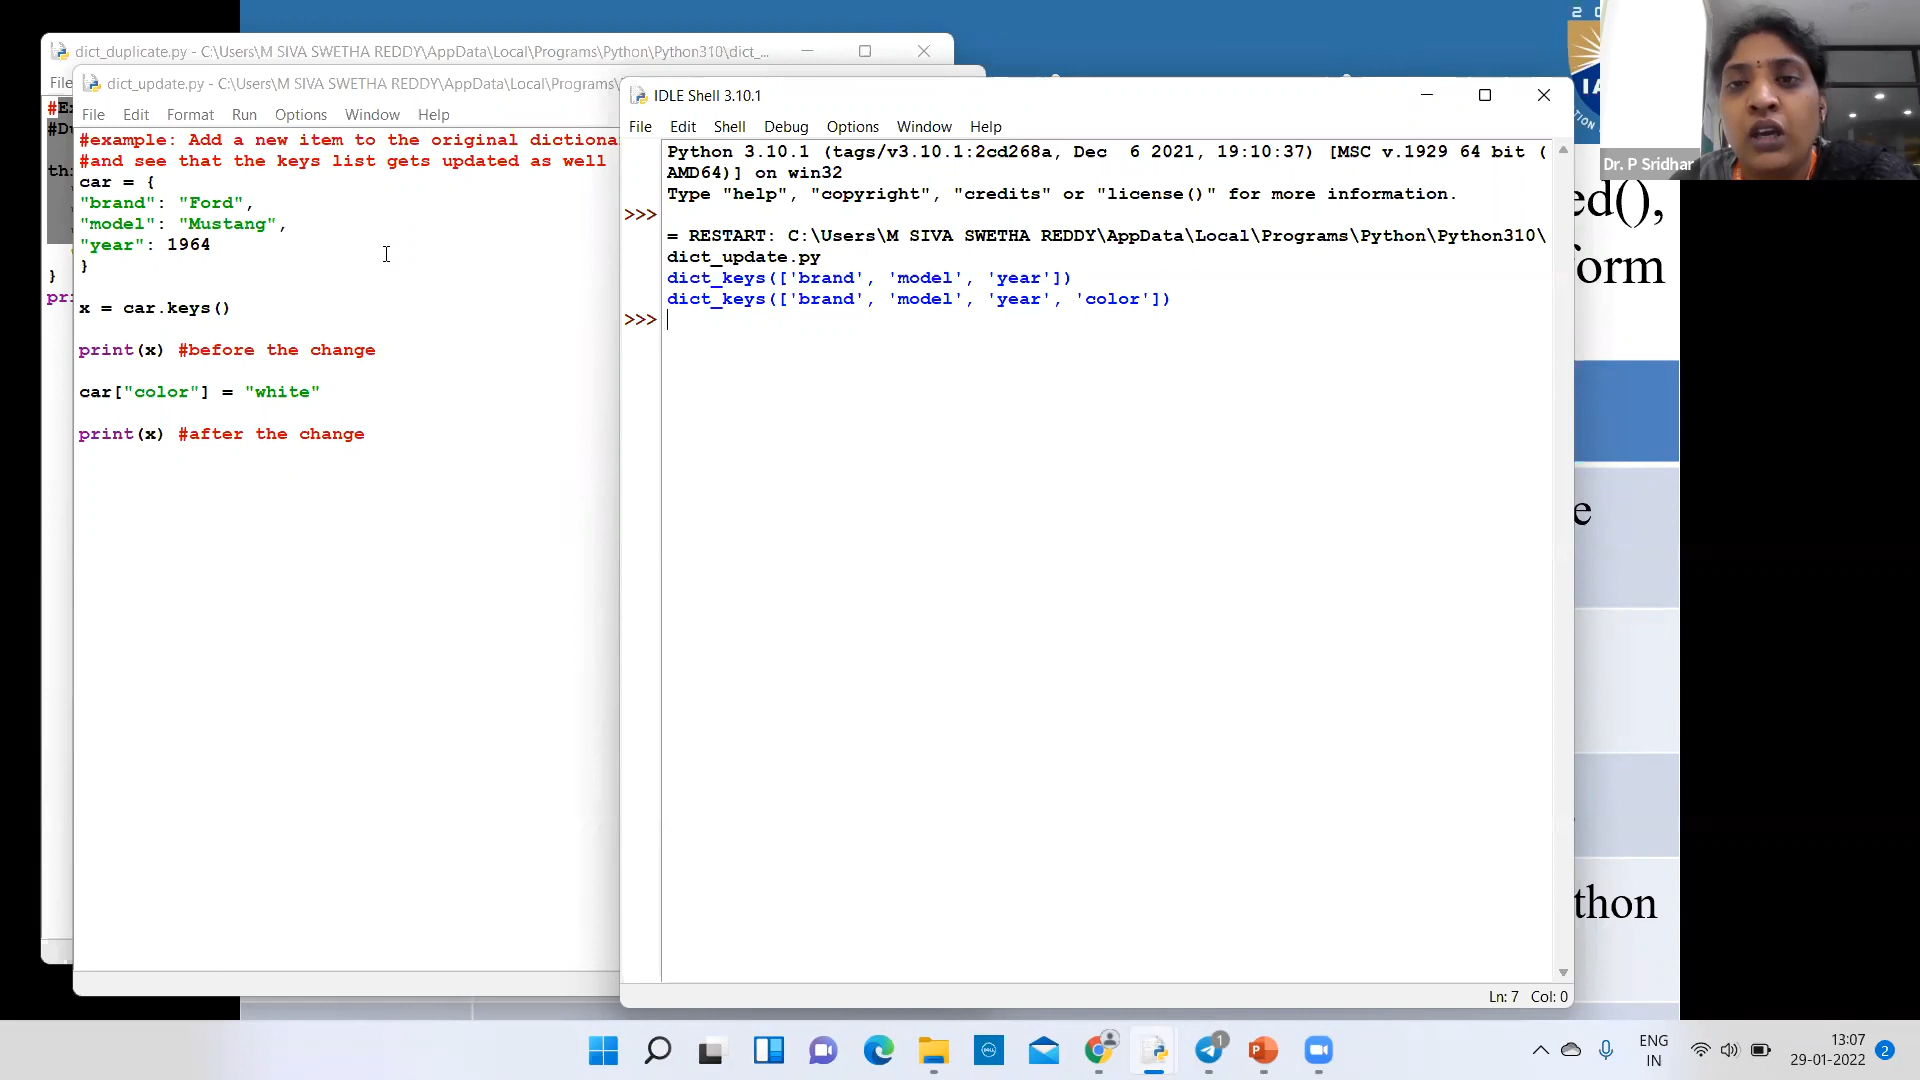 dict_duplicate.py - C:\Users\M SIVA SWETHA REDDY\AppData\Local\Programs\Python\Python310\dict_...
File
dict_update.py - C:\Users\M SIVA SWETHA REDDY\AppData\Local\Programs\
File Edit Format Run Options Window Help
#example: Add a new item to the original dictiona
#and see that the keys list gets updated as well
car = {
"brand": "Ford",
"model": "Mustang",
"year": 1964
}
x = car.keys()
print(x) #before the change
car["color"] = "white"
print(x) #after the change
}
IDLE Shell 3.10.1
File Edit Shell Debug Options Window Help
Python 3.10.1 (tags/v3.10.1:2cd268a, Dec 6 2021, 19:10:37) [MSC v.1929 64 bit (
AMD64)] on win32
Type "help", "copyright", "credits" or "license()" for more information.
>>>
= RESTART: C:\Users\M SIVA SWETHA REDDY\AppData\Local\Programs\Python\Python310\
dict_update.py
dict_keys(['brand', 'model', 'year'])
dict_keys(['brand', 'model', 'year', 'color'])
>>>
Ln: 7 Col: 0
Dr. P Sridhar
ed(),
form
e
thon
ENG
IN
13:07
29-01-2022
2
1